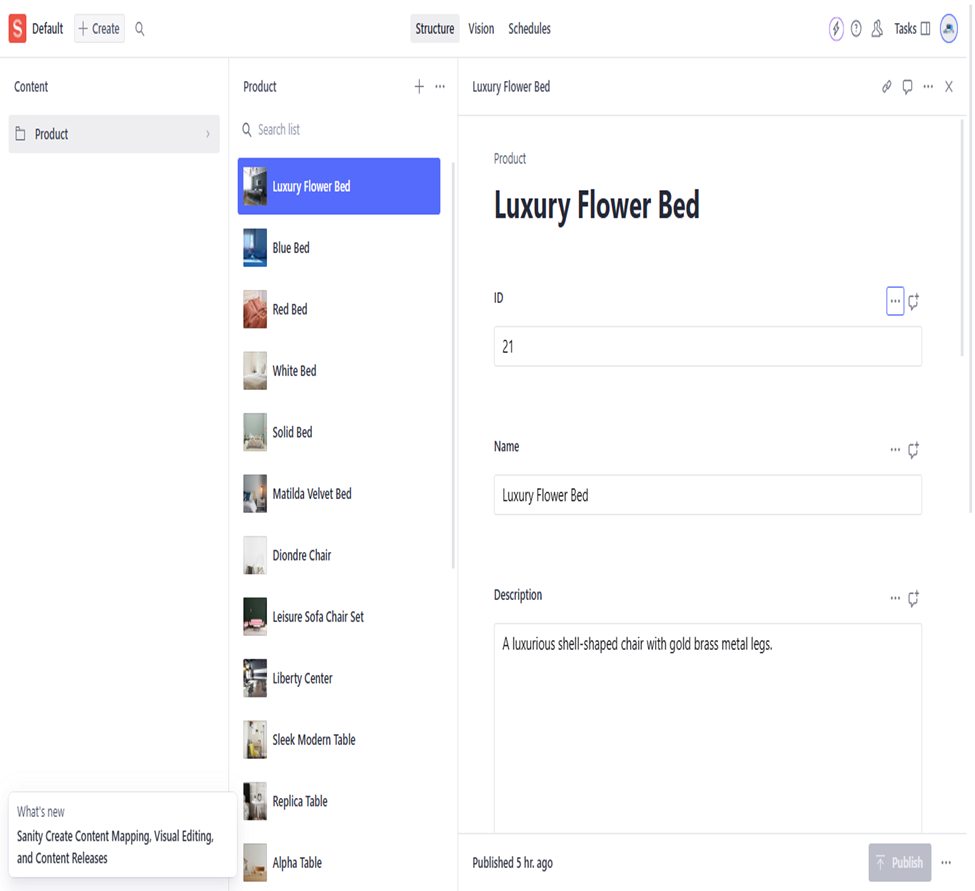 S Default + Create Structure Vision Schedules Tasks
Content
Product
Product
Search list
Luxury Flower Bed
Blue Bed
Red Bed
White Bed
Solid Bed
Matilda Velvet Bed
Diondre Chair
Leisure Sofa Chair Set
Liberty Center
Sleek Modern Table
Replica Table
Alpha Table
Luxury Flower Bed
Product
Luxury Flower Bed
ID
21
Name
Luxury Flower Bed
Description
A luxurious shell-shaped chair with gold brass metal legs.
What's new
Sanity Create Content Mapping, Visual Editing,
and Content Releases
Published 5 hr. ago
Publish